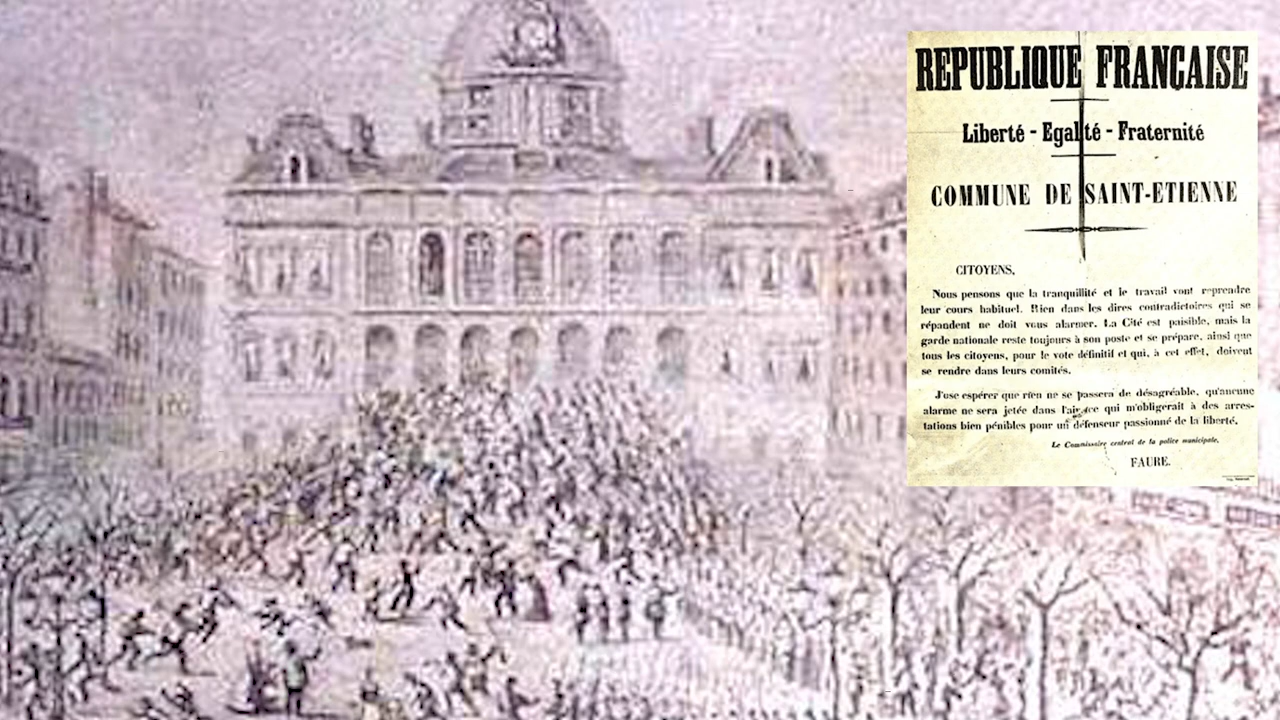 REPUBLIQUE FRANÇAISE
Liberté - Egalité - Fraternité
COMMUNE DE SAINT-ETIENNE
CITOYENS,
Nous pensons que la tranquillité et le travail vont reprendre
leur cours habituel. Rien dans les dires contradictoires qui se
répandent ne doit vous alarmer. La Cité est paisible, mais la
garde nationale reste toujours à son poste et se prépare, ainsi que
tous les citoyens, pour le vote définitif et qui, à cet effet, doivent
se rendre dans leurs comités.
J'ose espérer que rien ne se passera de désagréable, qu'aucune
alarme ne sera jetée dans l'air, ce qui m'obligerait à des arres-
tations bien pénibles pour un défenseur passionné de la liberté.
Le Commissaire central de la police municipale,
FAURE.